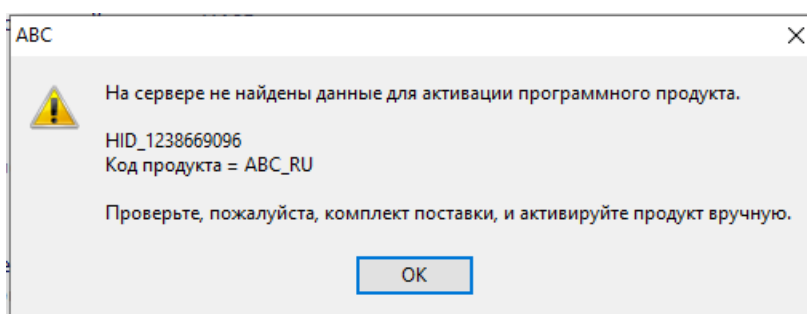 ABC
На сервере не найдены данные для активации программного продукта.
HID_1238669096
Код продукта = ABC_RU
Проверьте, пожалуйста, комплект поставки, и активируйте продукт вручную.
OK